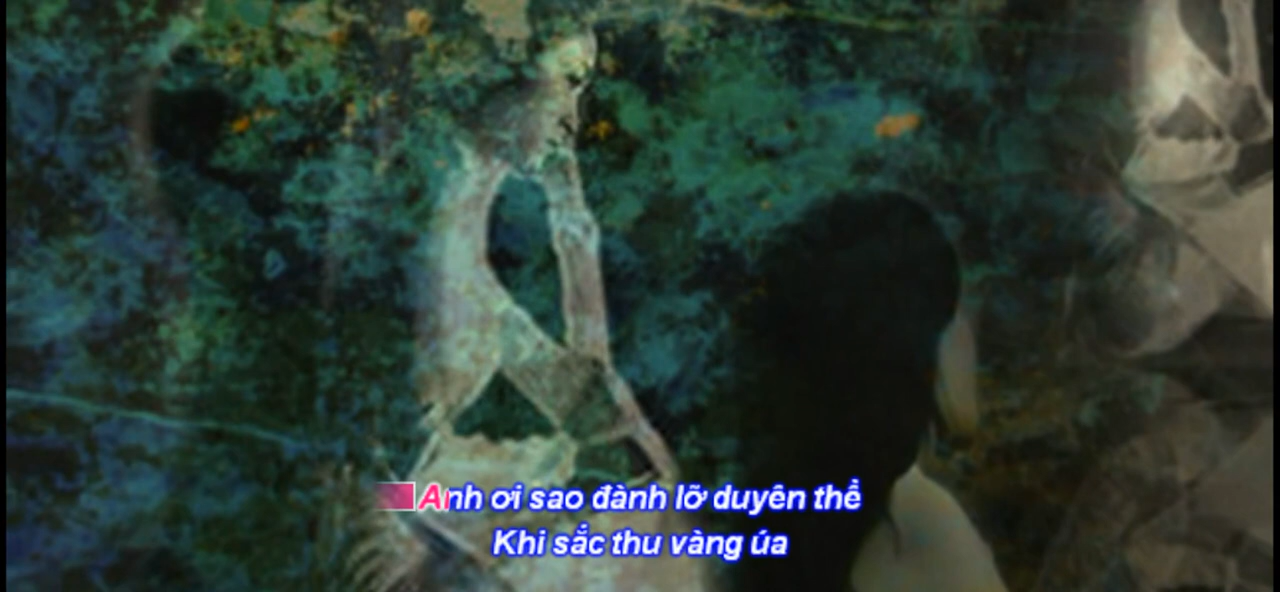 Anh ơi sao đành lỡ duyên thề
Khi sắc thu vàng úa